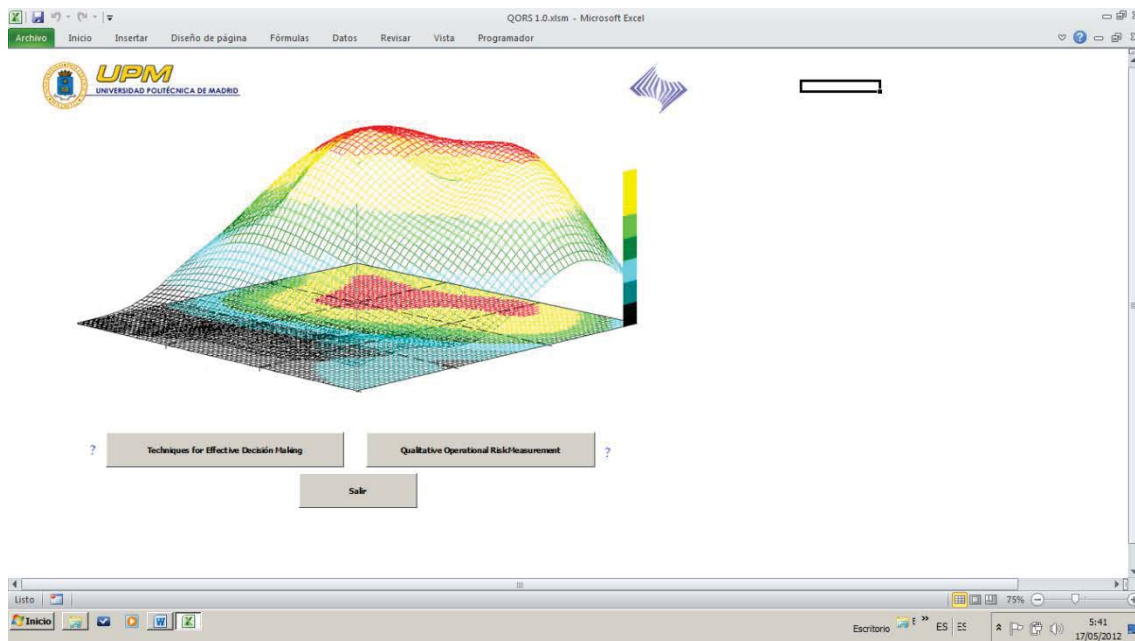 QORS 1.0.xlsm - Microsoft Excel
Archivo Inicio Insertar Diseño de página Fórmulas Datos Revisar Vista Programador
UPM
UNIVERSIDAD POLITÉCNICA DE MADRID
? Techniques for Effective Decisión Making Qualitative Operational RiskMeasurement ?
Salir
Listo 75%
Inicio Escritorio ES ES 5:41
17/05/2012